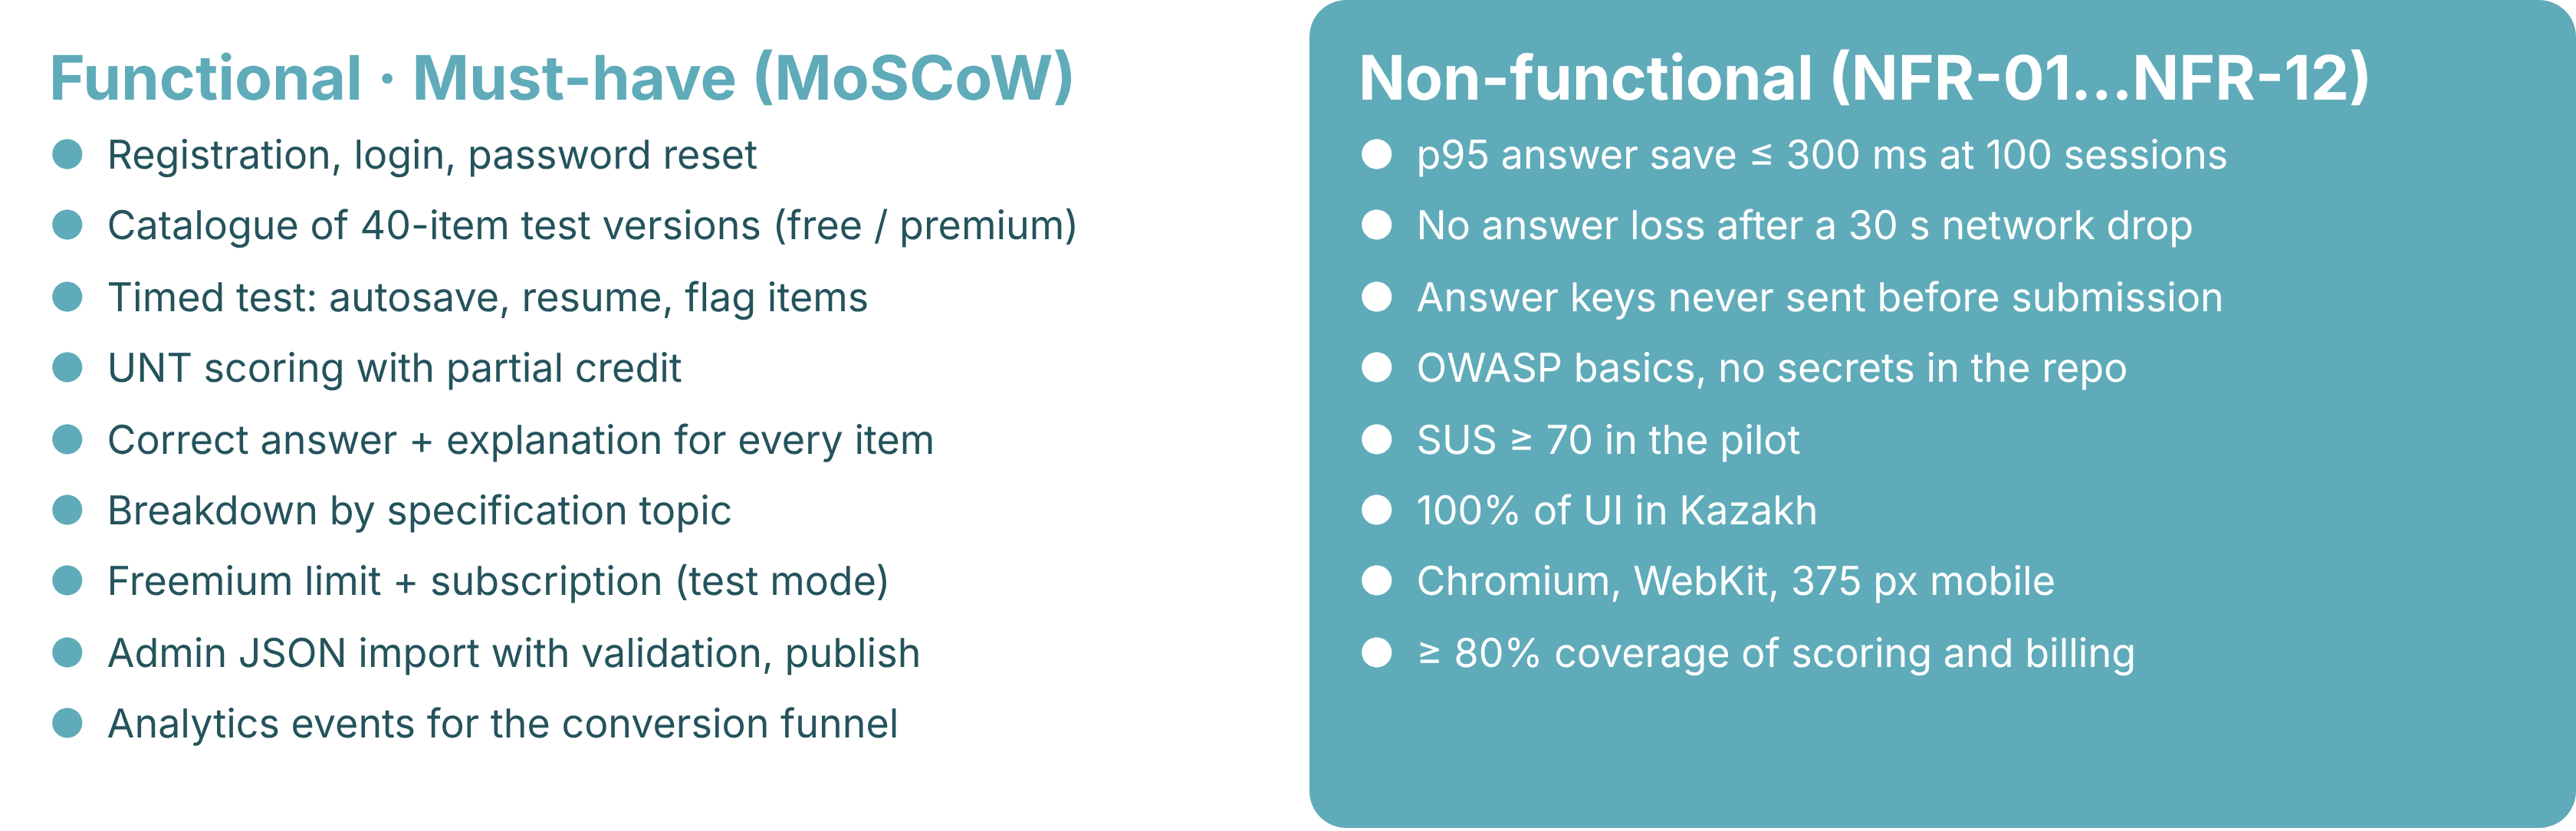 Functional · Must-have (MoSCoW)
Registration, login, password reset
Catalogue of 40-item test versions (free / premium)
Timed test: autosave, resume, flag items
UNT scoring with partial credit
Correct answer + explanation for every item
Breakdown by specification topic
Freemium limit + subscription (test mode)
Admin JSON import with validation, publish
Analytics events for the conversion funnel
Non-functional (NFR-01…NFR-12)
p95 answer save ≤ 300 ms at 100 sessions
No answer loss after a 30 s network drop
Answer keys never sent before submission
OWASP basics, no secrets in the repo
SUS ≥ 70 in the pilot
100% of UI in Kazakh
Chromium, WebKit, 375 px mobile
≥ 80% coverage of scoring and billing